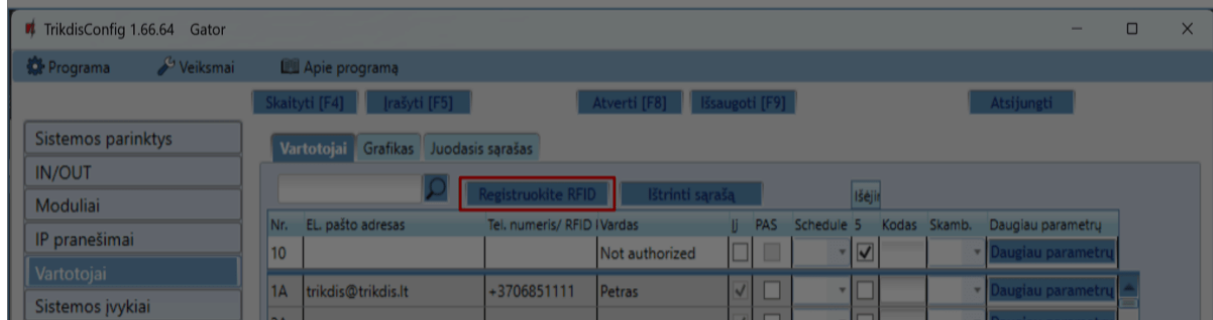 TrikdisConfig 1.66.64 Gator
Programa Veiksmai Apie programą
Skaityti [F4] Įrašyti [F5] Atverti [F8] Išsaugoti [F9] Atsijungti
Sistemos parinktys
IN/OUT
Moduliai
IP pranešimai
Vartotojai
Sistemos įvykiai
Vartotojai Grafikas Juodasis sąrašas
Registruokite RFID Ištrinti sąrašą Išėjir
Nr. EL. pašto adresas Tel. numeris/ RFID Vardas Įj PAS Schedule 5 Kodas Skamb. Daugiau parametrų
10 Not authorized Daugiau parametrų
1A trikdis@trikdis.lt +3706851111 Petras Daugiau parametrų